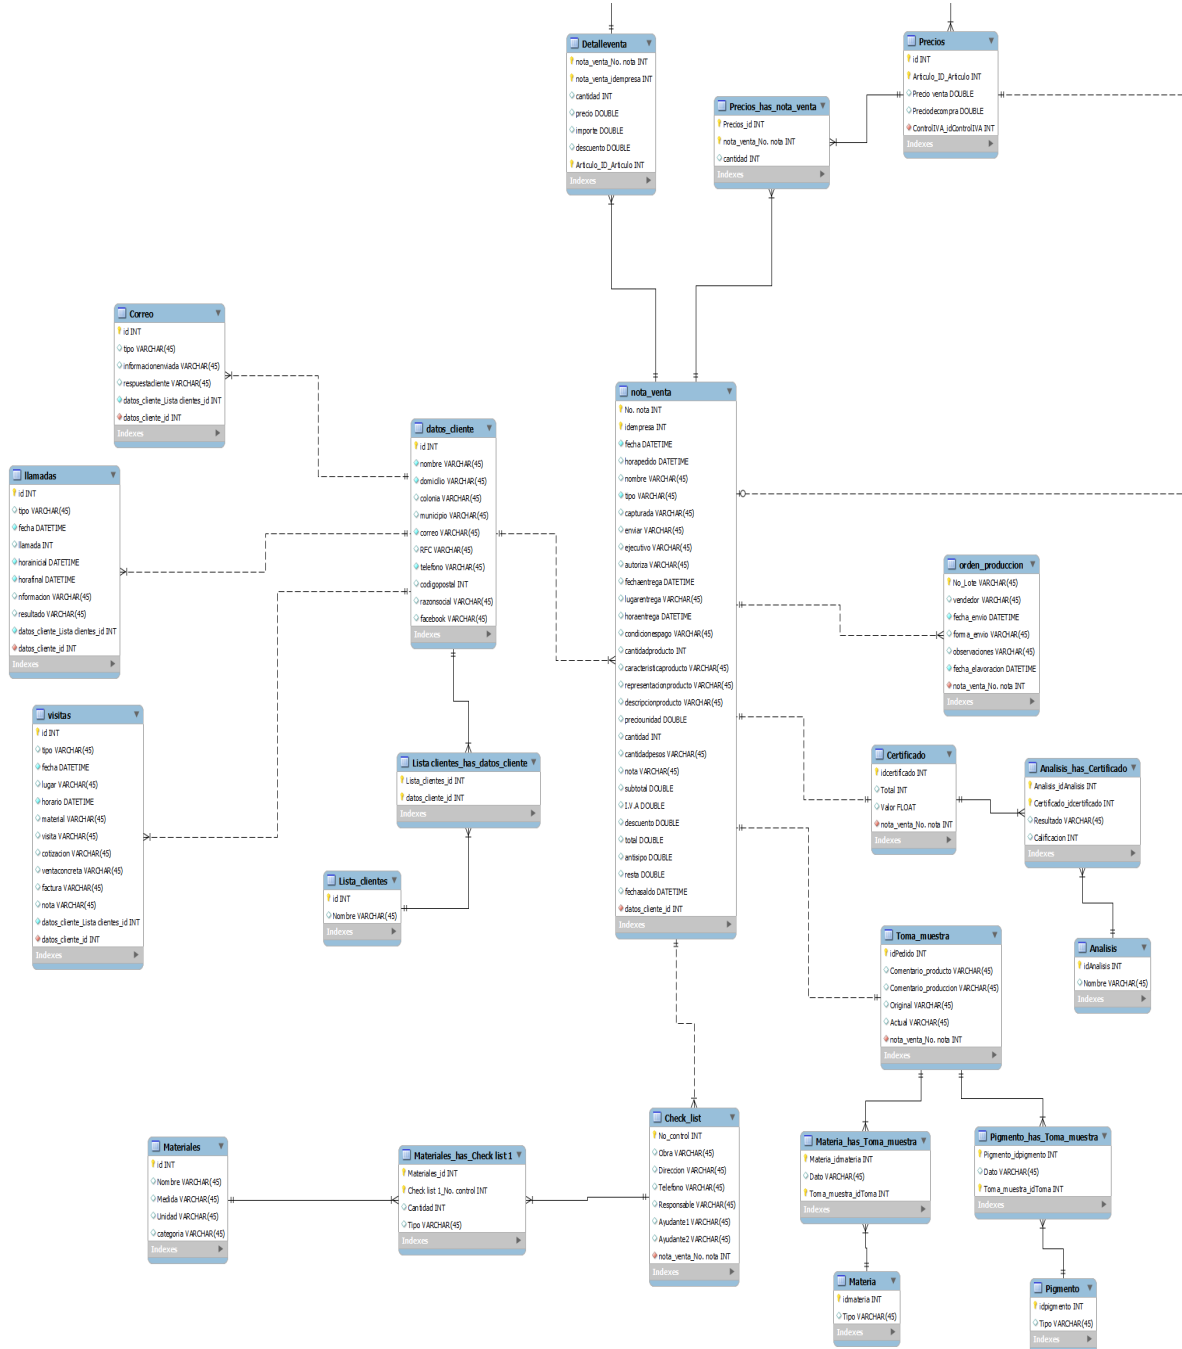 Detalleventa
nota_venta_No. nota INT
nota_venta_idempresa INT
cantidad INT
precio DOUBLE
importe DOUBLE
descuento DOUBLE
Articulo_ID_Articulo INT
Indexes
Precios_has_nota_venta
Precios_id INT
nota_venta_No. nota INT
cantidad INT
Indexes
Precios
id INT
Articulo_ID_Articulo INT
Precio venta DOUBLE
Preciodecompra DOUBLE
ControlIVA_idControlIVA INT
Indexes
Correo
id INT
tipo VARCHAR(45)
informacionenviada VARCHAR(45)
respuestacliente VARCHAR(45)
datos_cliente_Lista clientes_id INT
datos_cliente_id INT
Indexes
llamadas
id INT
tipo VARCHAR(45)
fecha DATETIME
llamada INT
horainicial DATETIME
horafinal DATETIME
nformacion VARCHAR(45)
resultado VARCHAR(45)
datos_cliente_Lista clientes_id INT
datos_cliente_id INT
Indexes
visitas
id INT
tipo VARCHAR(45)
fecha DATETIME
lugar VARCHAR(45)
horario DATETIME
material VARCHAR(45)
visita VARCHAR(45)
cotizacion VARCHAR(45)
ventaconcreta VARCHAR(45)
factura VARCHAR(45)
nota VARCHAR(45)
datos_cliente_Lista clientes_id INT
datos_cliente_id INT
Indexes
datos_cliente
id INT
nombre VARCHAR(45)
domicilio VARCHAR(45)
colonia VARCHAR(45)
municipio VARCHAR(45)
correo VARCHAR(45)
RFC VARCHAR(45)
telefono VARCHAR(45)
codigopostal INT
razonsocial VARCHAR(45)
facebook VARCHAR(45)
Indexes
Lista clientes_has_datos_cliente
Lista_clientes_id INT
datos_cliente_id INT
Indexes
Lista_clientes
id INT
Nombre VARCHAR(45)
Indexes
nota_venta
No. nota INT
idempresa INT
fecha DATETIME
horapedido DATETIME
nombre VARCHAR(45)
tipo VARCHAR(45)
capturada VARCHAR(45)
enviar VARCHAR(45)
ejecutivo VARCHAR(45)
autoriza VARCHAR(45)
fechaentrega DATETIME
lugarentrega VARCHAR(45)
horaentrega DATETIME
condicionespago VARCHAR(45)
cantidadproducto INT
caracteristicaproducto VARCHAR(45)
representacionproducto VARCHAR(45)
descripcionproducto VARCHAR(45)
preciounidad DOUBLE
cantidad INT
cantidadpesos VARCHAR(45)
nota VARCHAR(45)
subtotal DOUBLE
I.V.A DOUBLE
descuento DOUBLE
total DOUBLE
antisipo DOUBLE
resta DOUBLE
fechasaldo DATETIME
datos_cliente_id INT
Indexes
orden_produccion
No_Lote VARCHAR(45)
vendedor VARCHAR(45)
fecha_envio DATETIME
forma_envio VARCHAR(45)
observaciones VARCHAR(45)
fecha_elavoracion DATETIME
nota_venta_No. nota INT
Indexes
Certificado
idcertificado INT
Total INT
Valor FLOAT
nota_venta_No. nota INT
Indexes
Analisis_has_Certificado
Analisis_idAnalisis INT
Certificado_idcertificado INT
Resultado VARCHAR(45)
Calificacion INT
Indexes
Analisis
idAnalisis INT
Nombre VARCHAR(45)
Indexes
Toma_muestra
idPedido INT
Comentario_producto VARCHAR(45)
Comentario_produccion VARCHAR(45)
Original VARCHAR(45)
Actual VARCHAR(45)
nota_venta_No. nota INT
Indexes
Materiales
id INT
Nombre VARCHAR(45)
Medida VARCHAR(45)
Unidad VARCHAR(45)
categoria VARCHAR(45)
Indexes
Materiales_has_Check list 1
Materiales_id INT
Check list 1_No. control INT
Cantidad INT
Tipo VARCHAR(45)
Indexes
Check_list
No_control INT
Obra VARCHAR(45)
Direccion VARCHAR(45)
Telefono VARCHAR(45)
Responsable VARCHAR(45)
Ayudante1 VARCHAR(45)
Ayudante2 VARCHAR(45)
nota_venta_No. nota INT
Indexes
Materia_has_Toma_muestra
Materia_idmateria INT
Dato VARCHAR(45)
Toma_muestra_idToma INT
Indexes
Pigmento_has_Toma_muestra
Pigmento_idpigmento INT
Dato VARCHAR(45)
Toma_muestra_idToma INT
Indexes
Materia
idmateria INT
Tipo VARCHAR(45)
Indexes
Pigmento
idpigmento INT
Tipo VARCHAR(45)
Indexes